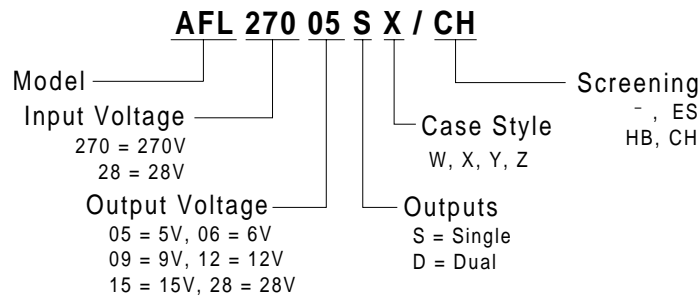 AFL 270 05 S X / CH
Model
Input Voltage
270 = 270V
28 = 28V
Output Voltage
05 = 5V, 06 = 6V
09 = 9V, 12 = 12V
15 = 15V, 28 = 28V
Outputs
S = Single
D = Dual
Case Style
W, X, Y, Z
Screening
– , ES
HB, CH